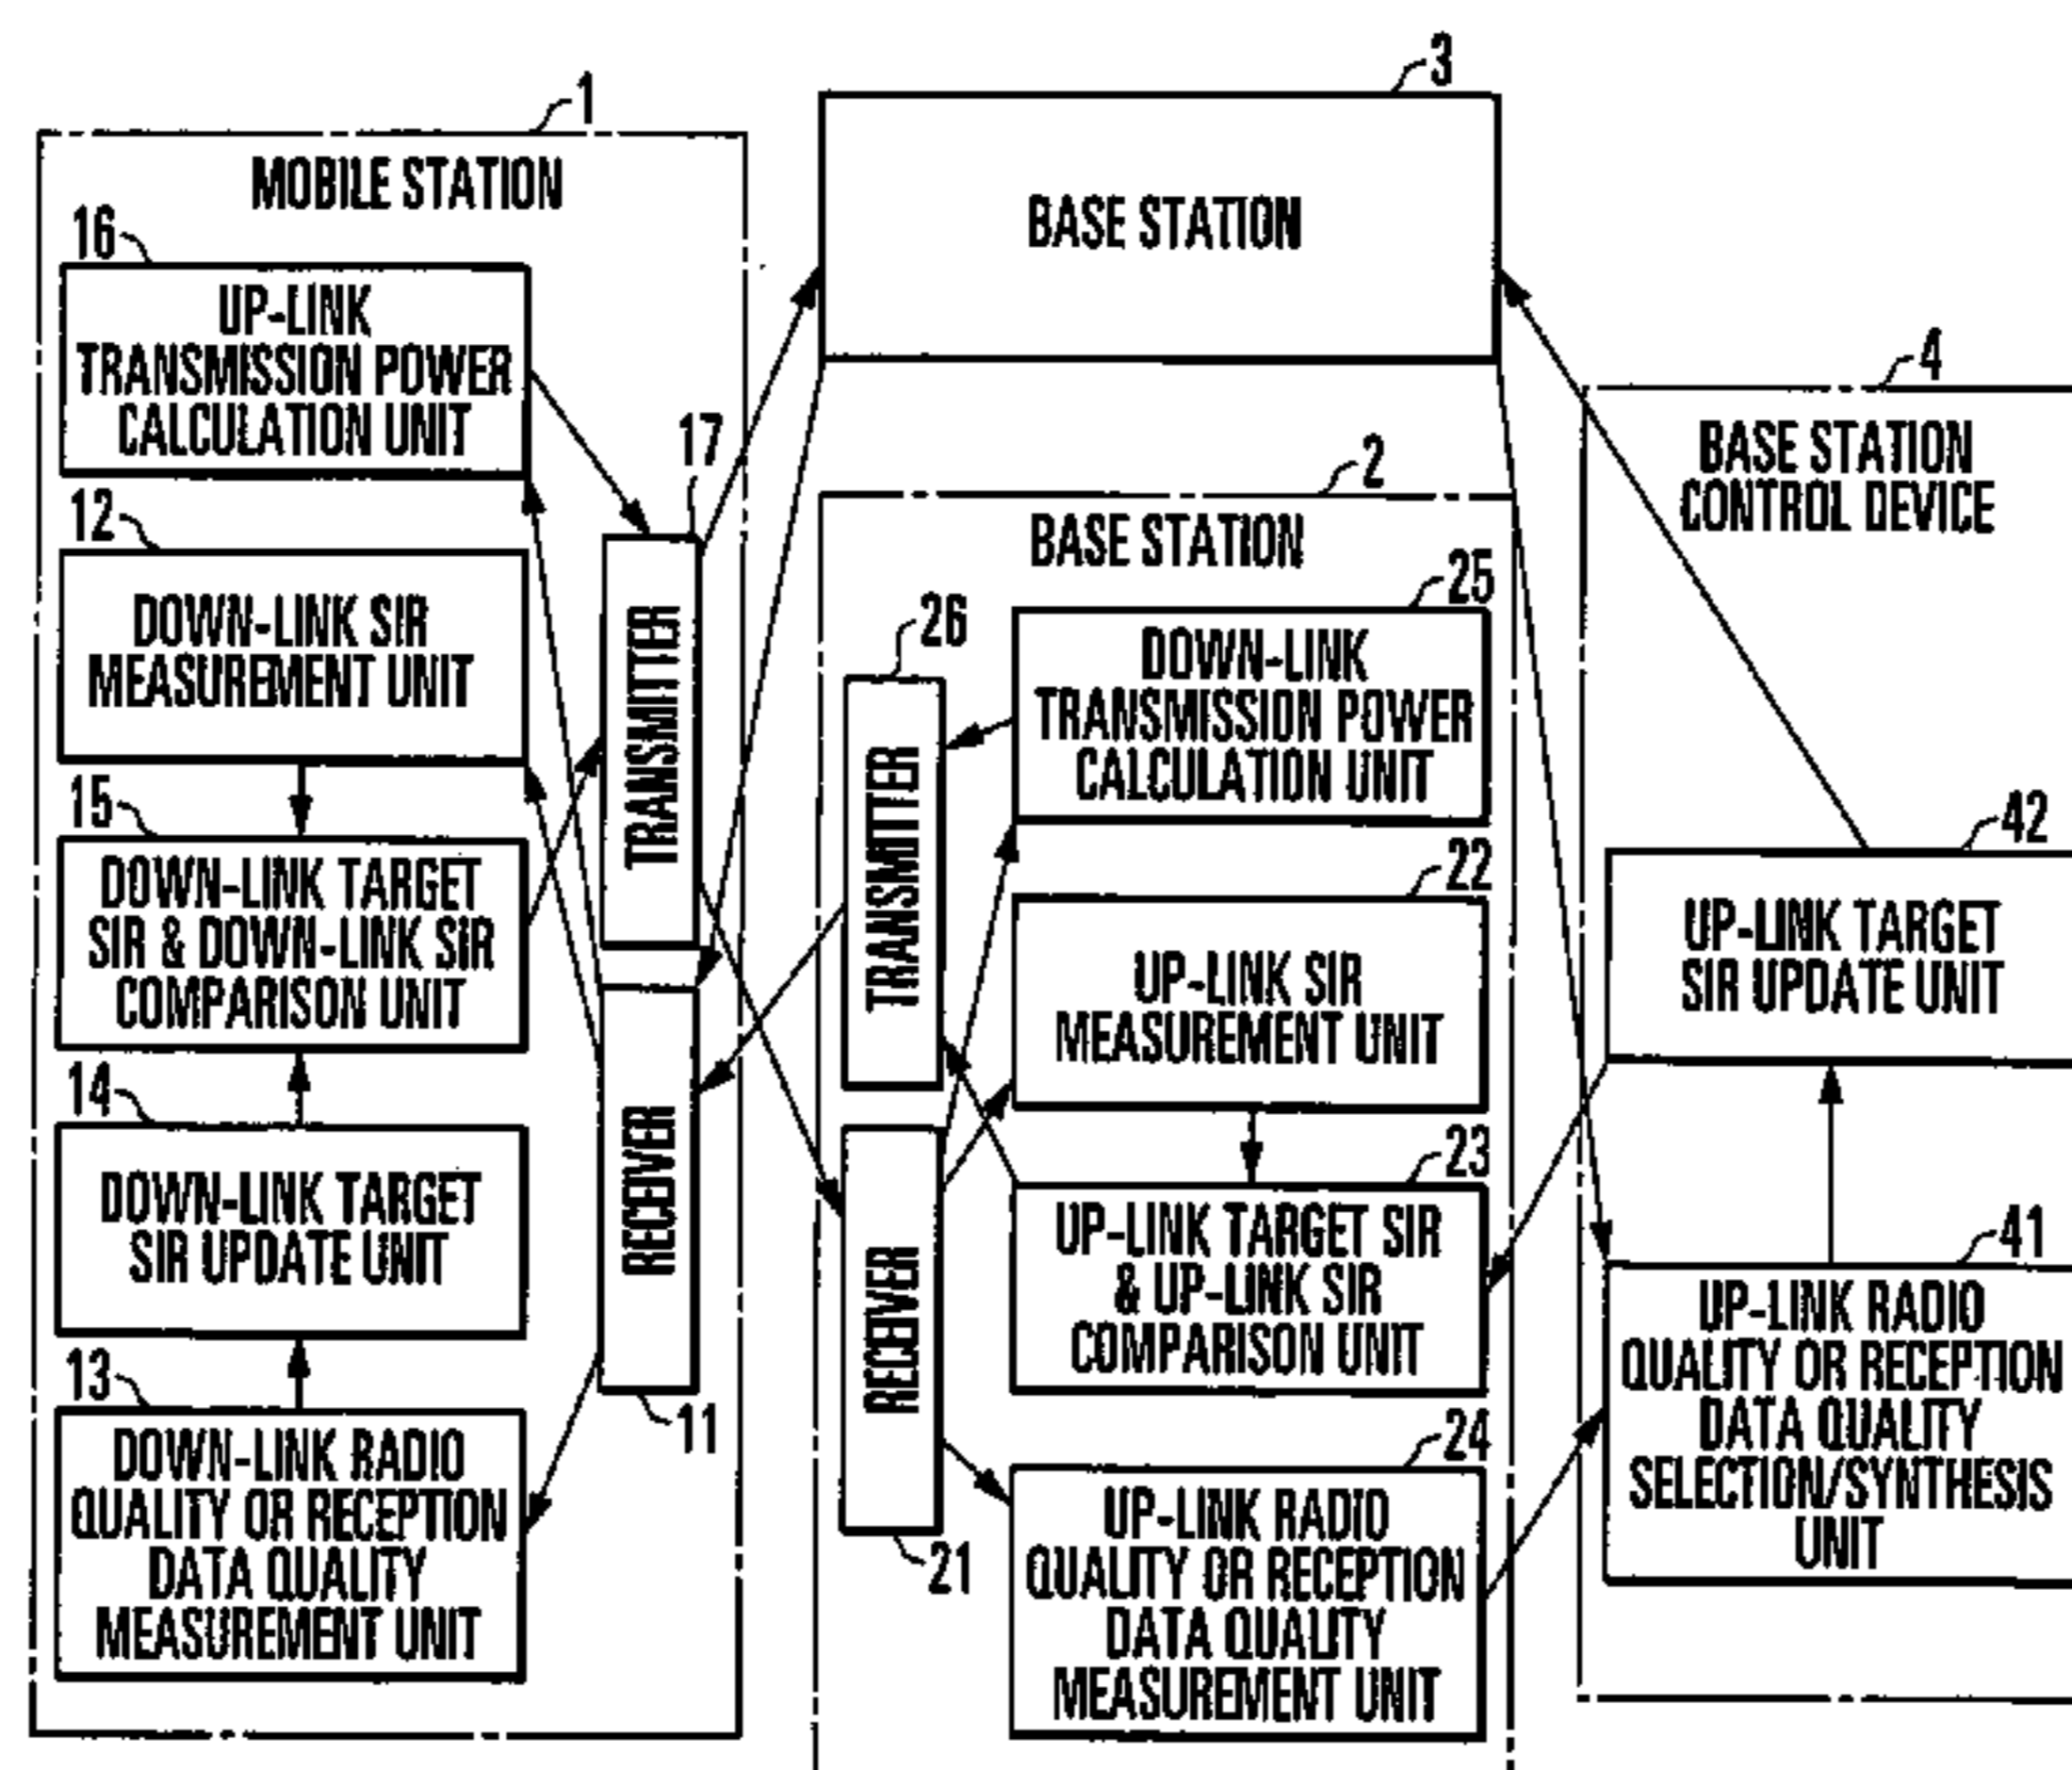 1
MOBILE STATION
16
UP-LINK
TRANSMISSION POWER
CALCULATION UNIT
12
DOWN-LINK SIR
MEASUREMENT UNIT
15
DOWN-LINK TARGET
SIR & DOWN-LINK SIR
COMPARISON UNIT
14
DOWN-LINK TARGET
SIR UPDATE UNIT
13
DOWN-LINK RADIO
QUALITY OR RECEPTION
DATA QUALITY
MEASUREMENT UNIT
17
TRANSMITTER
RECEIVER
11
3
BASE STATION
2
BASE STATION
26
TRANSMITTER
RECEIVER
21
25
DOWN-LINK
TRANSMISSION POWER
CALCULATION UNIT
22
UP-LINK SIR
MEASUREMENT UNIT
23
UP-LINK TARGET SIR
& UP-LINK SIR
COMPARISON UNIT
24
UP-LINK RADIO
QUALITY OR RECEPTION
DATA QUALITY
MEASUREMENT UNIT
4
BASE STATION
CONTROL DEVICE
42
UP-LINK TARGET
SIR UPDATE UNIT
41
UP-LINK RADIO
QUALITY OR RECEPTION
DATA QUALITY
SELECTION/SYNTHESIS
UNIT